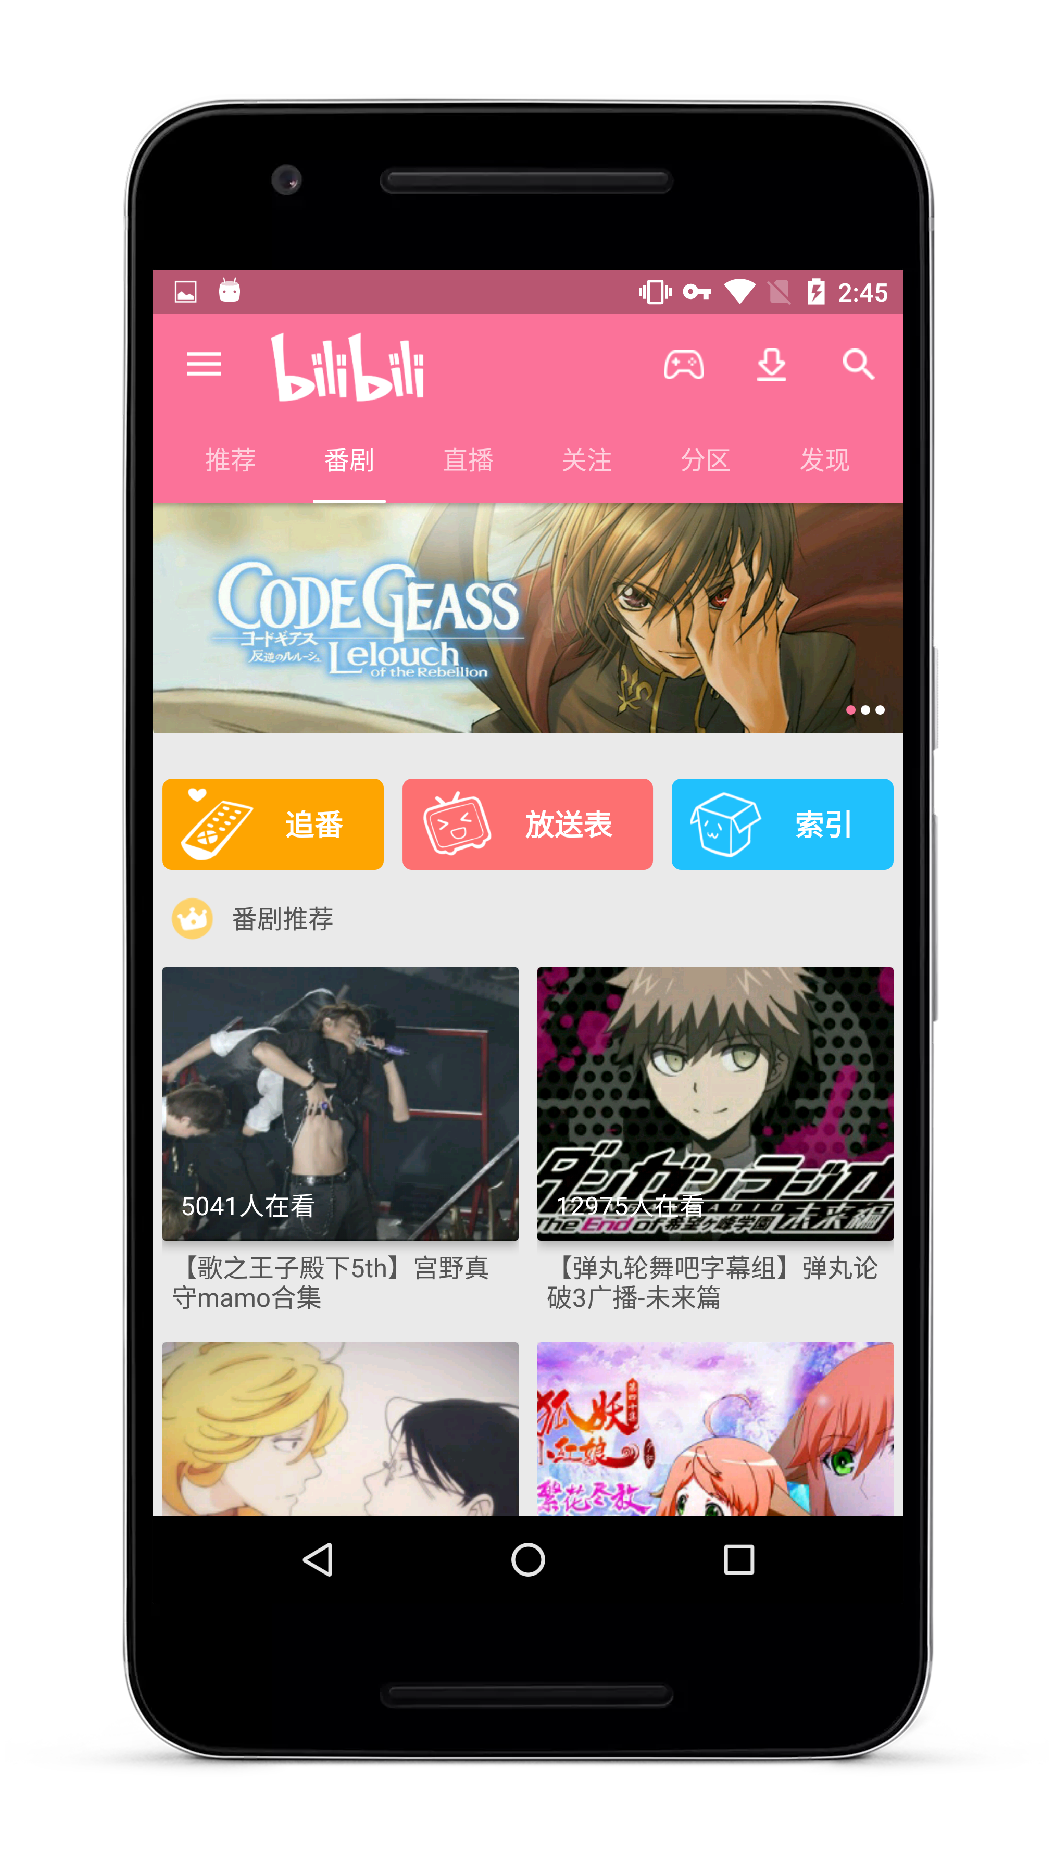 2:45
bilibili
推荐 番剧 直播 关注 分区 发现
CODE GEASS
コードギアス
反逆のルルーシュ
Lelouch
of the Rebellion
追番 放送表 索引
番剧推荐
5041人在看
ダンガンラジオ
12975人在看
The End of 希望ヶ峰学園 未来編
【歌之王子殿下5th】宫野真
守mamo合集
【弹丸轮舞吧字幕组】弹丸论
破3广播-未来篇
狐妖
小红娘
繁花尽放